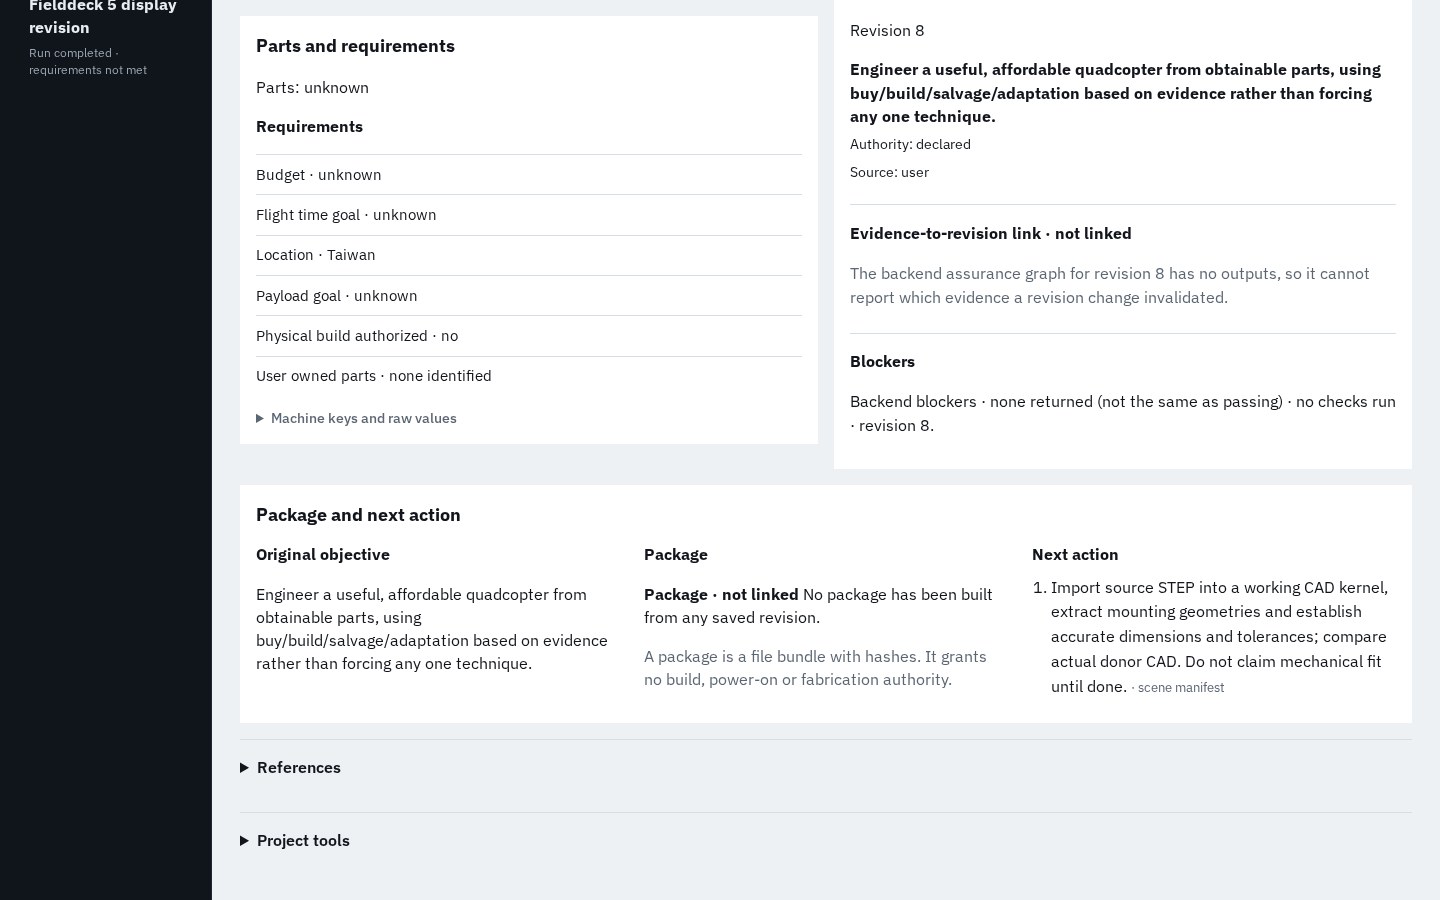 Fielddeck 5 display
revision
Run completed ·
requirements not met
Parts and requirements
Parts: unknown
Requirements
Budget · unknown
Flight time goal · unknown
Location · Taiwan
Payload goal · unknown
Physical build authorized · no
User owned parts · none identified
Machine keys and raw values
Revision 8
Engineer a useful, affordable quadcopter from obtainable parts, using
buy/build/salvage/adaptation based on evidence rather than forcing
any one technique.
Authority: declared
Source: user
Evidence-to-revision link · not linked
The backend assurance graph for revision 8 has no outputs, so it cannot
report which evidence a revision change invalidated.
Blockers
Backend blockers · none returned (not the same as passing) · no checks run
· revision 8.
Package and next action
Original objective
Engineer a useful, affordable quadcopter from
obtainable parts, using
buy/build/salvage/adaptation based on evidence
rather than forcing any one technique.
Package
Package · not linked No package has been built
from any saved revision.
A package is a file bundle with hashes. It grants
no build, power-on or fabrication authority.
Next action
1. Import source STEP into a working CAD kernel,
extract mounting geometries and establish
accurate dimensions and tolerances; compare
actual donor CAD. Do not claim mechanical fit
until done. · scene manifest
References
Project tools